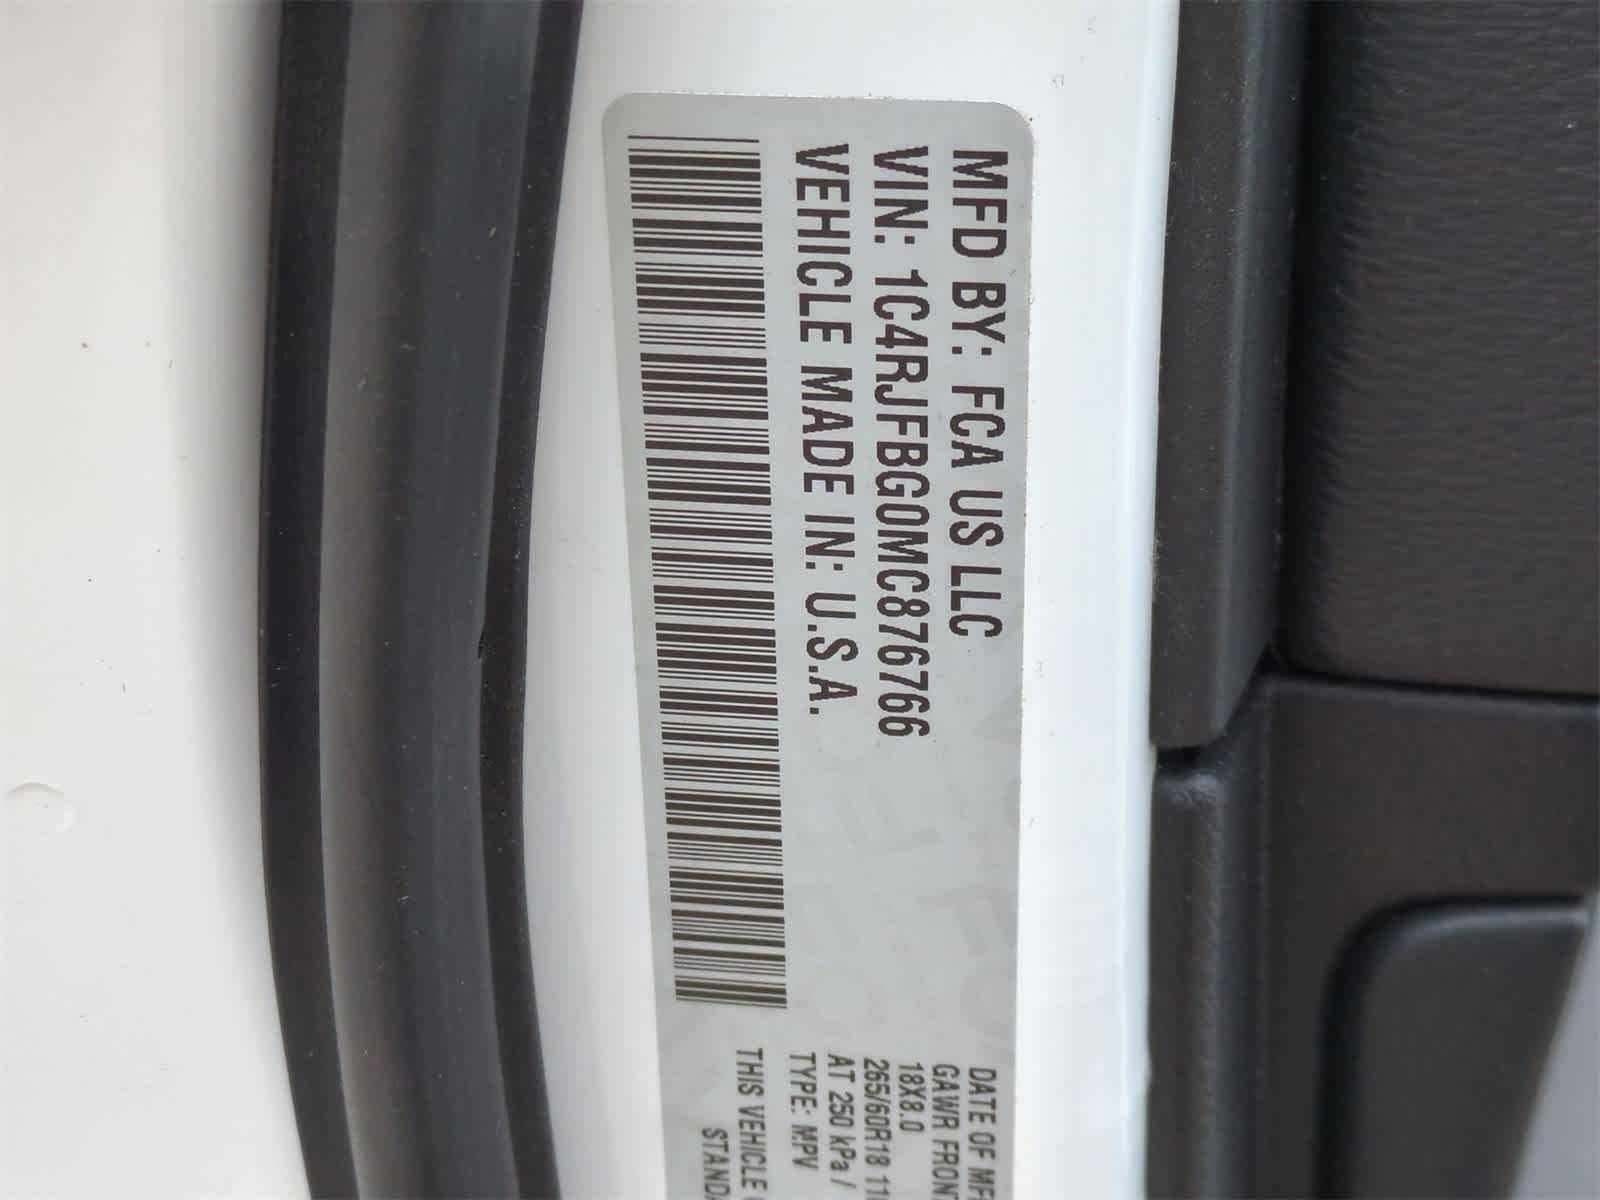 MFD BY: FCA US LLC
VIN: 1C4RJFBG0MC876766
VEHICLE MADE IN: U.S.A.
DATE OF
GAWR FRONT
18X8.0
265/60R18
AT 250 kPa /
TYPE: MPV
THIS VEHICLE